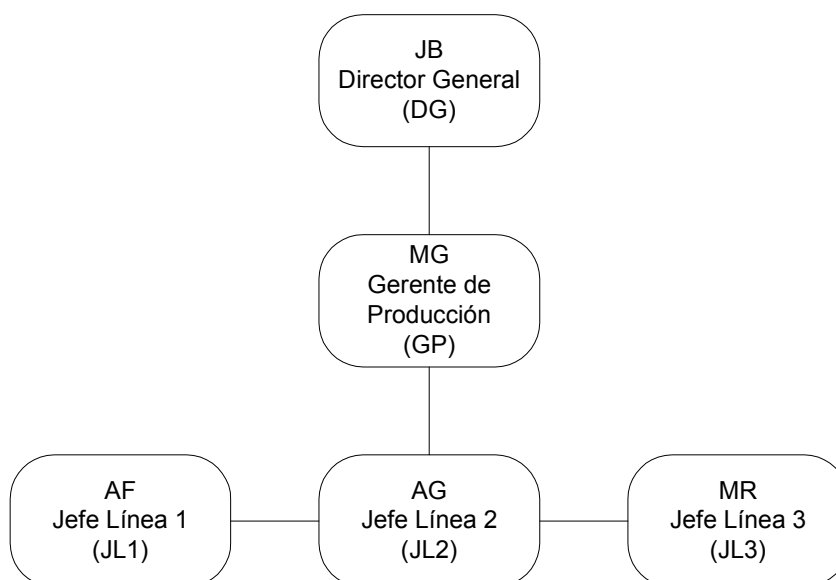 JB
Director General
(DG)
MG
Gerente de
Producción
(GP)
AF
Jefe Línea 1
(JL1)
AG
Jefe Línea 2
(JL2)
MR
Jefe Línea 3
(JL3)